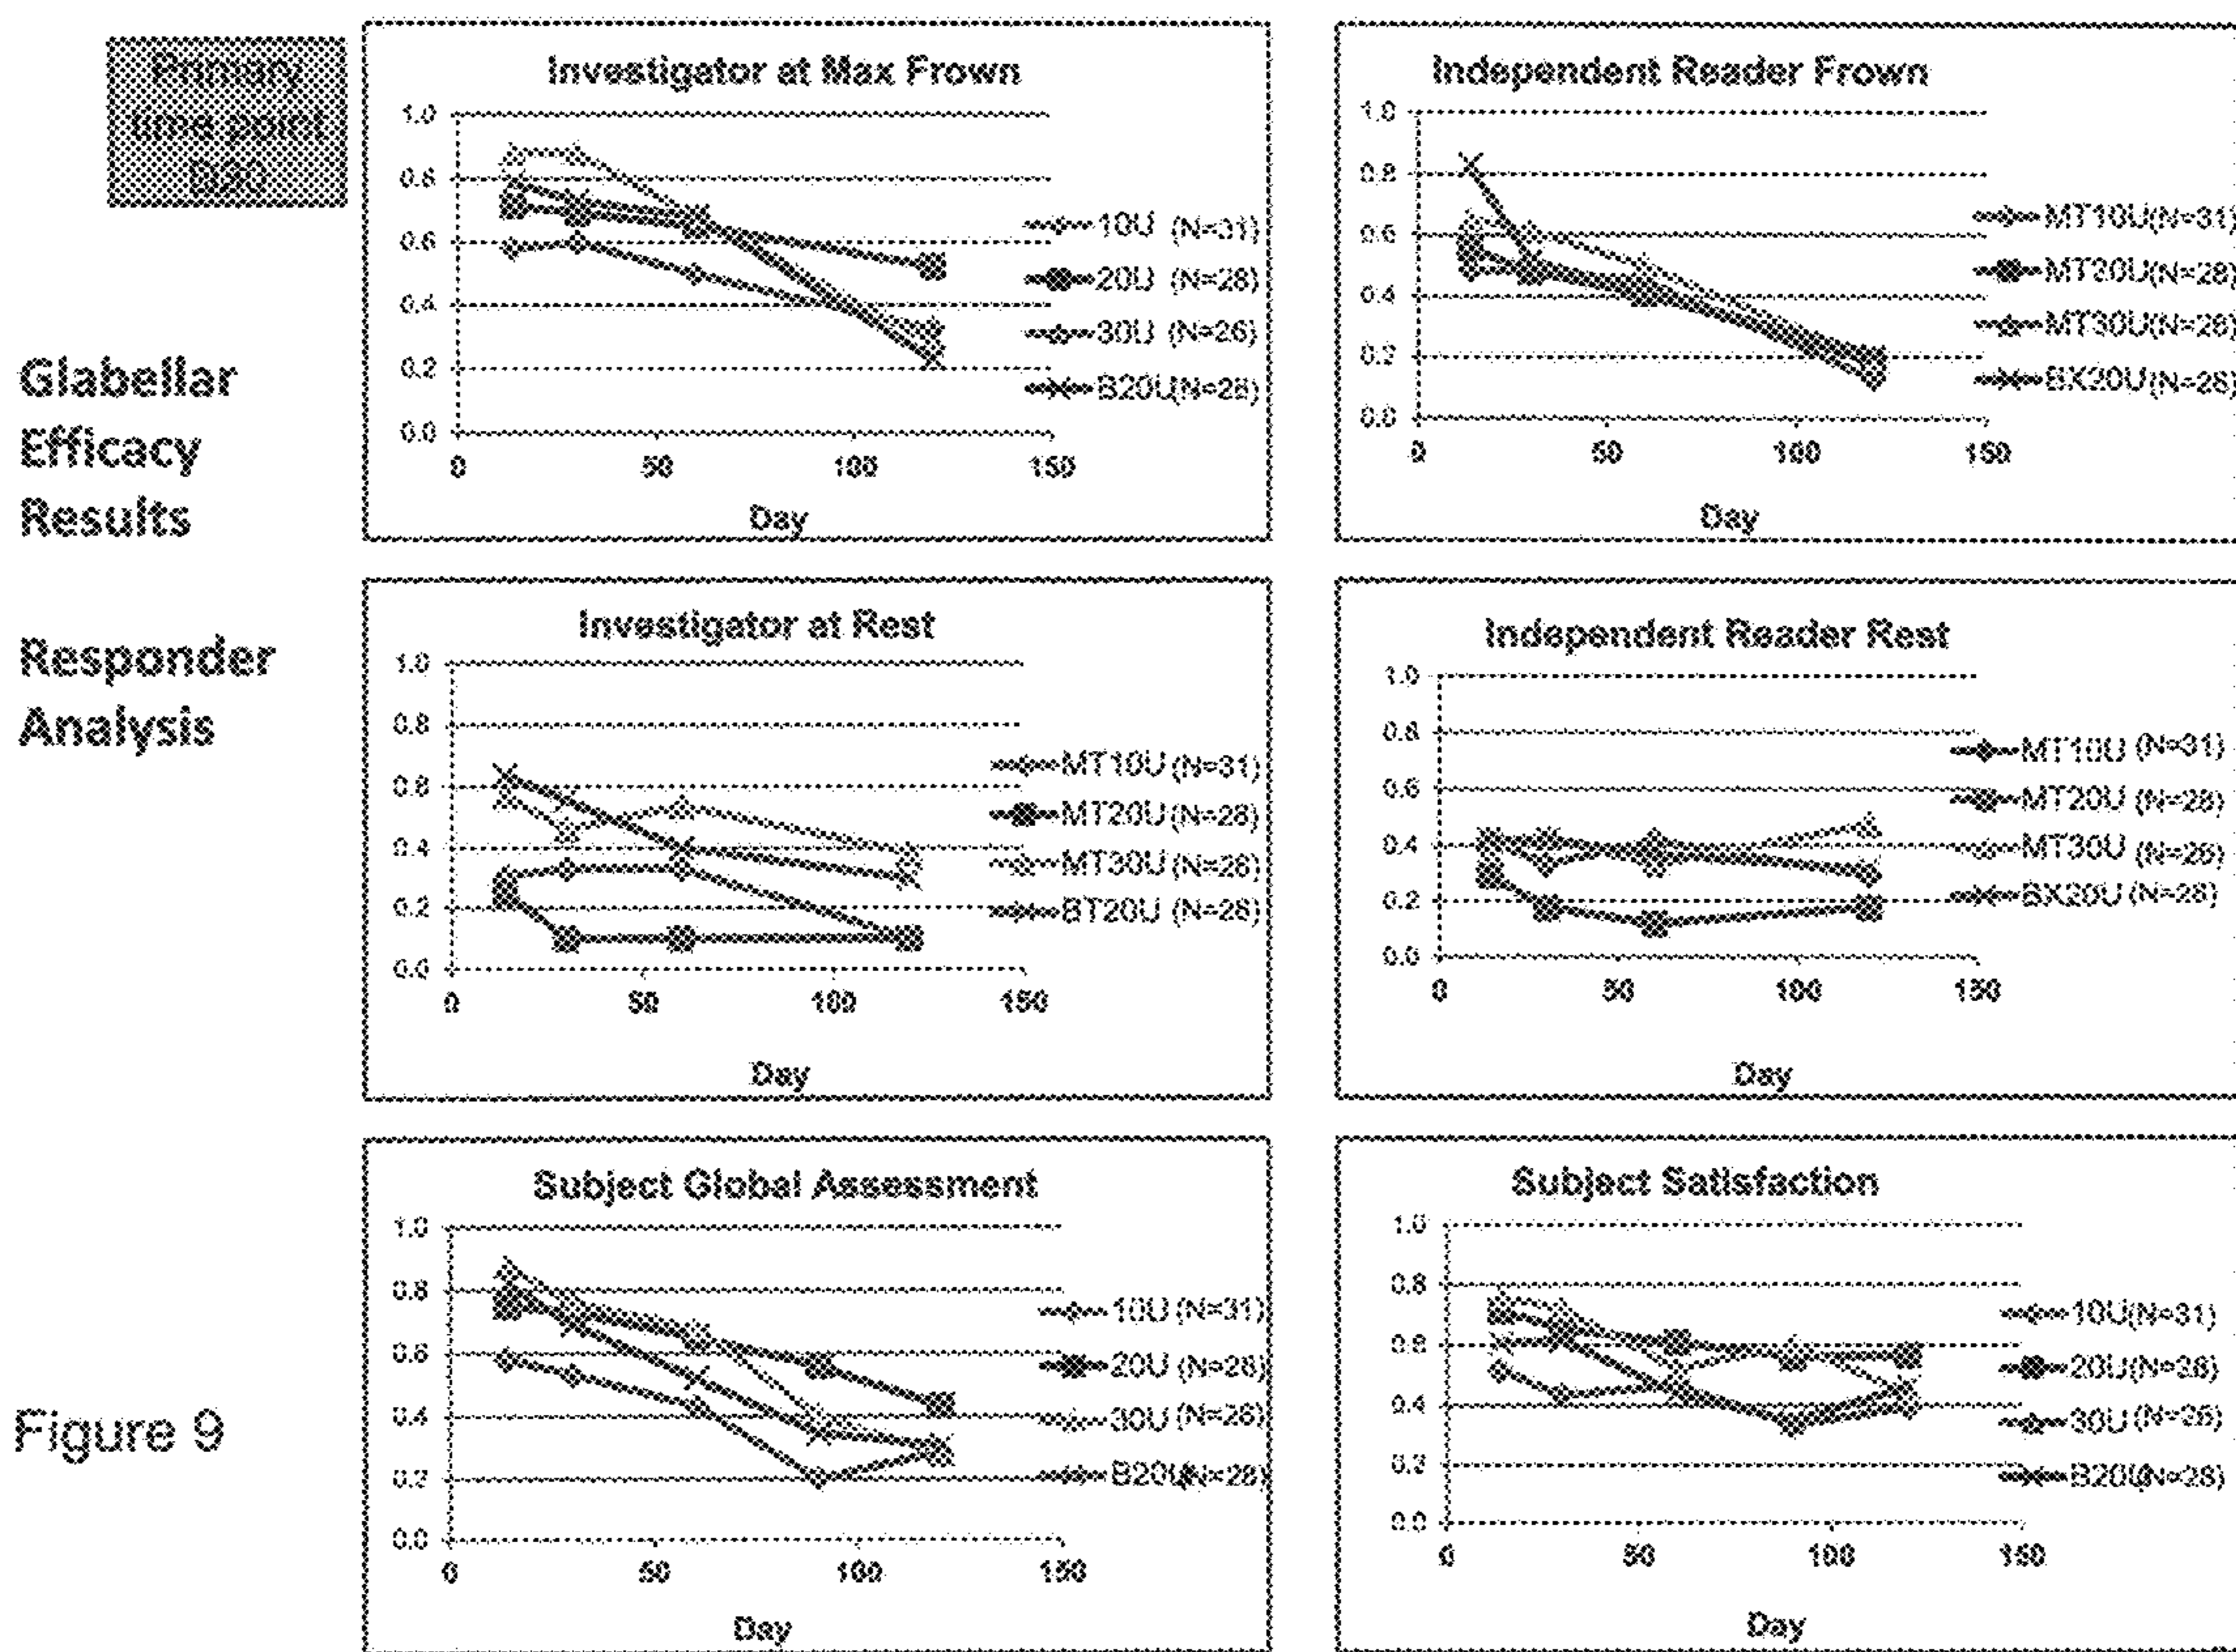 Primary
time point
Glabellar
Efficacy
Results
Responder
Analysis
Figure 9
Investigator at Max Frown
1.0
0.8
0.6
0.4
0.2
0.0
0 50 100 150
Day
10U (N=31)
20U (N=28)
30U (N=26)
B20U(N=28)
Independent Reader Frown
1.0
0.8
0.6
0.4
0.2
0.0
0 50 100 150
Day
MT10U(N=31)
MT20U(N=28)
MT30U(N=26)
BX20U(N=28)
Investigator at Rest
1.0
0.8
0.6
0.4
0.2
0.0
0 50 100 150
Day
MT10U (N=31)
MT20U (N=28)
MT30U (N=26)
BT20U (N=28)
Independent Reader Rest
1.0
0.8
0.6
0.4
0.2
0.0
0 50 100 150
Day
MT10U (N=31)
MT20U (N=28)
MT30U (N=26)
BX20U (N=28)
Subject Global Assessment
1.0
0.8
0.6
0.4
0.2
0.0
0 50 100 150
Day
10U (N=31)
20U (N=28)
30U (N=26)
B20U(N=28)
Subject Satisfaction
1.0
0.8
0.6
0.4
0.2
0.0
0 50 100 150
Day
10U(N=31)
20U(N=28)
30U (N=26)
B20U(N=28)